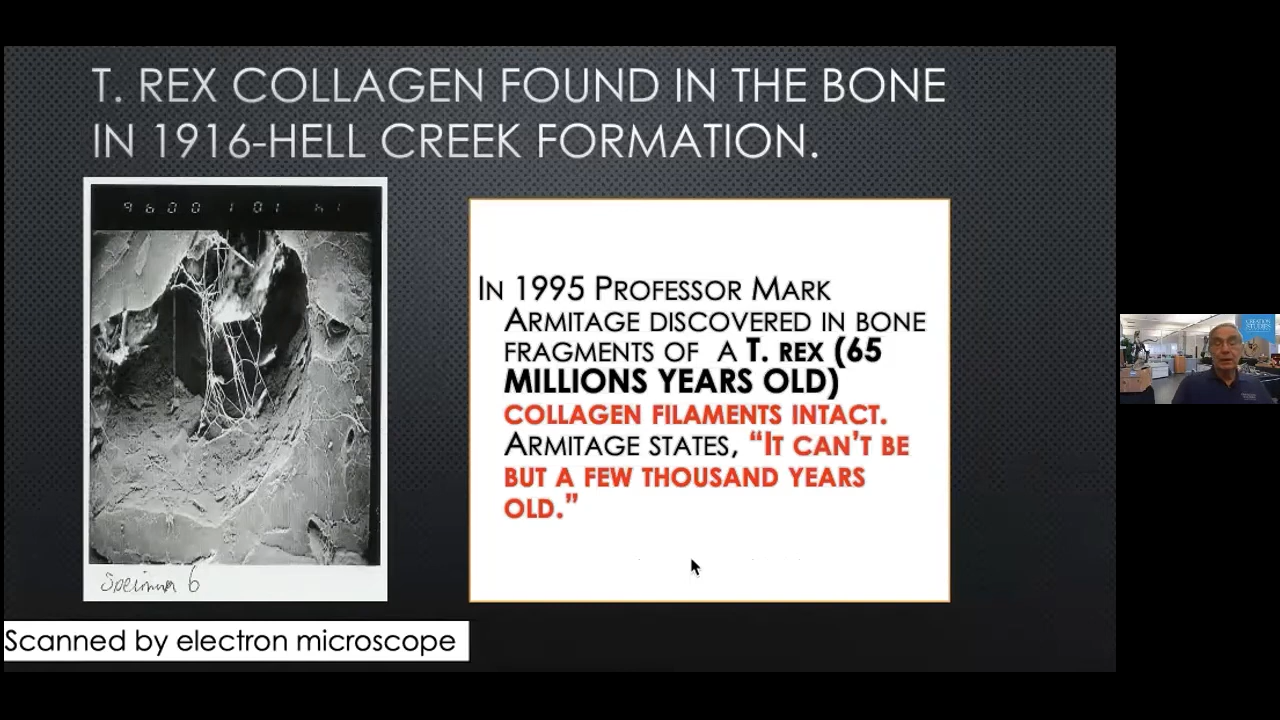 T. REX COLLAGEN FOUND IN THE BONE
IN 1916-HELL CREEK FORMATION.
IN 1995 PROFESSOR MARK
ARMITAGE DISCOVERED IN BONE
FRAGMENTS OF A T. REX (65
MILLIONS YEARS OLD)
COLLAGEN FILAMENTS INTACT.
ARMITAGE STATES, “IT CAN’T BE
BUT A FEW THOUSAND YEARS
OLD.”
Specimen 6
Scanned by electron microscope
CREATION
STUDIES